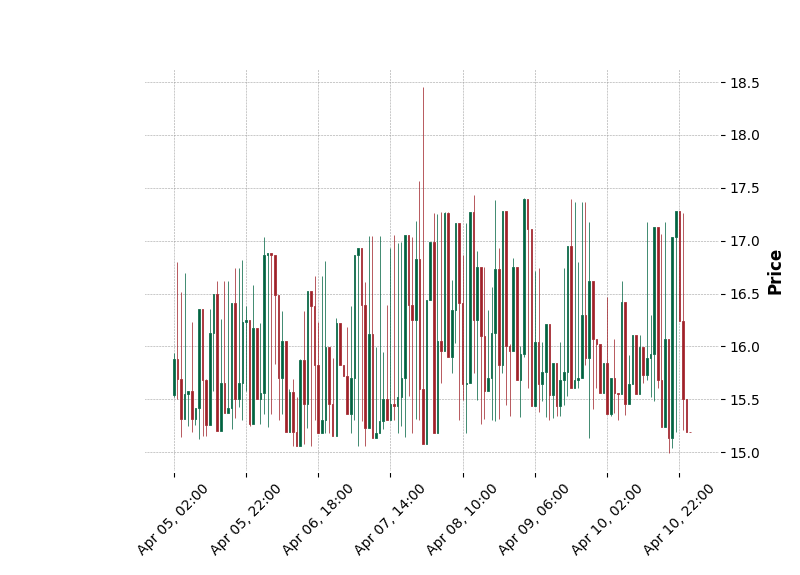 18.5
18.0
17.5
17.0
16.5
16.0
15.5
15.0
Price
Apr 05, 02:00
Apr 05, 22:00
Apr 06, 18:00
Apr 07, 14:00
Apr 08, 10:00
Apr 09, 06:00
Apr 10, 02:00
Apr 10, 22:00